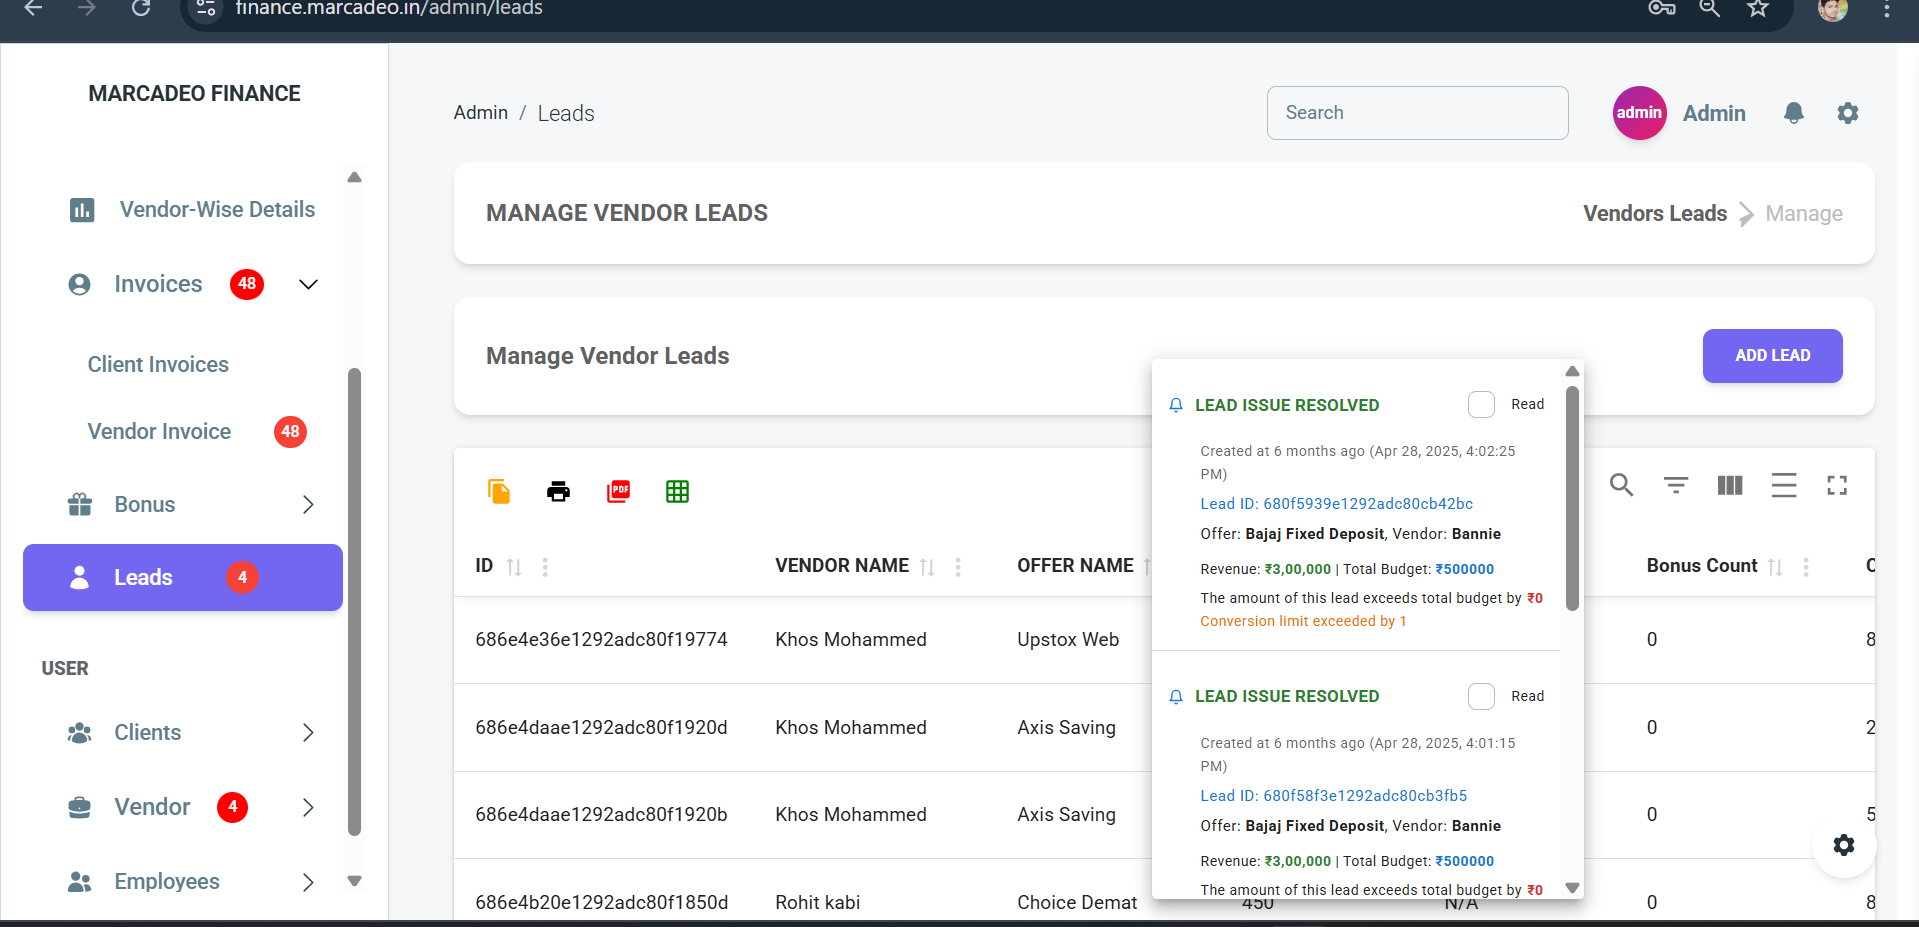 finance.marcadeo.in/admin/leads
MARCADEO FINANCE
Vendor-Wise Details
Invoices 48
Client Invoices
Vendor Invoice 48
Bonus
Leads 4
USER
Clients
Vendor 4
Employees
Admin / Leads
Search
admin Admin
MANAGE VENDOR LEADS
Vendors Leads Manage
Manage Vendor Leads
ADD LEAD
PDF
ID VENDOR NAME OFFER NAME Bonus Count
686e4e36e1292adc80f19774 Khos Mohammed Upstox Web 0 8
686e4daae1292adc80f1920d Khos Mohammed Axis Saving 0 2
686e4daae1292adc80f1920b Khos Mohammed Axis Saving 0 5
686e4b20e1292adc80f1850d Rohit kabi Choice Demat 450 N/A 0 8
LEAD ISSUE RESOLVED Read
Created at 6 months ago (Apr 28, 2025, 4:02:25
PM)
Lead ID: 680f5939e1292adc80cb42bc
Offer: Bajaj Fixed Deposit, Vendor: Bannie
Revenue: ₹3,00,000 | Total Budget: ₹500000
The amount of this lead exceeds total budget by ₹0
Conversion limit exceeded by 1
LEAD ISSUE RESOLVED Read
Created at 6 months ago (Apr 28, 2025, 4:01:15
PM)
Lead ID: 680f58f3e1292adc80cb3fb5
Offer: Bajaj Fixed Deposit, Vendor: Bannie
Revenue: ₹3,00,000 | Total Budget: ₹500000
The amount of this lead exceeds total budget by ₹0